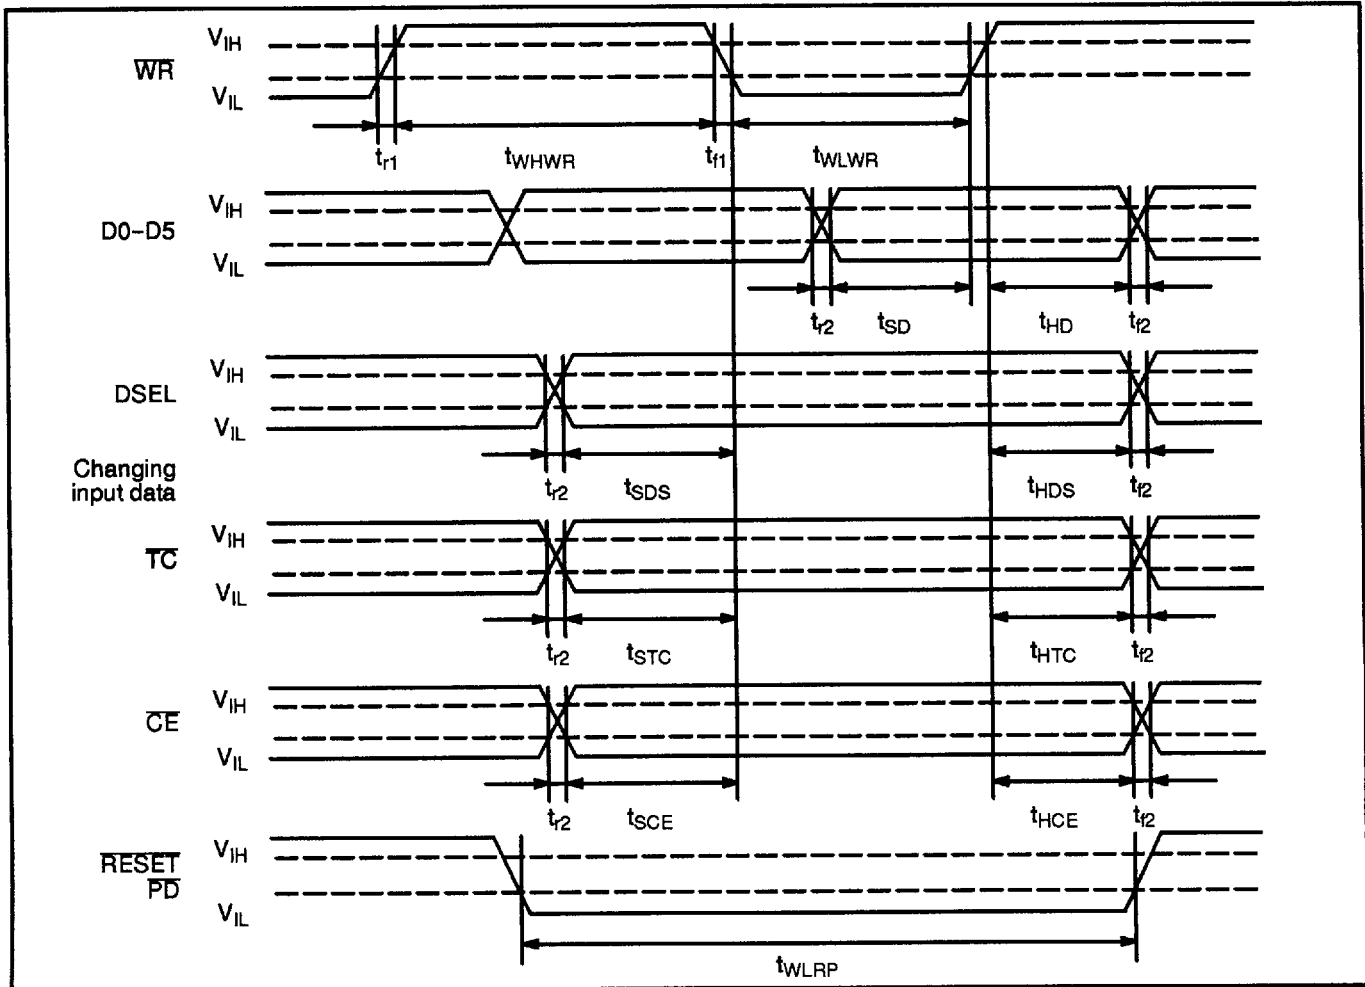 VIH
WR
VIL
tr1 tWHWR tf1 tWLWR
VIH
D0-D5
VIL
tr2 tSD tHD tf2
VIH
DSEL
VIL
Changing
input data
tr2 tSDS tHDS tf2
VIH
TC
VIL
tr2 tSTC tHTC tf2
VIH
CE
VIL
tr2 tSCE tHCE tf2
VIH
RESET
PD
VIL
tWLRP